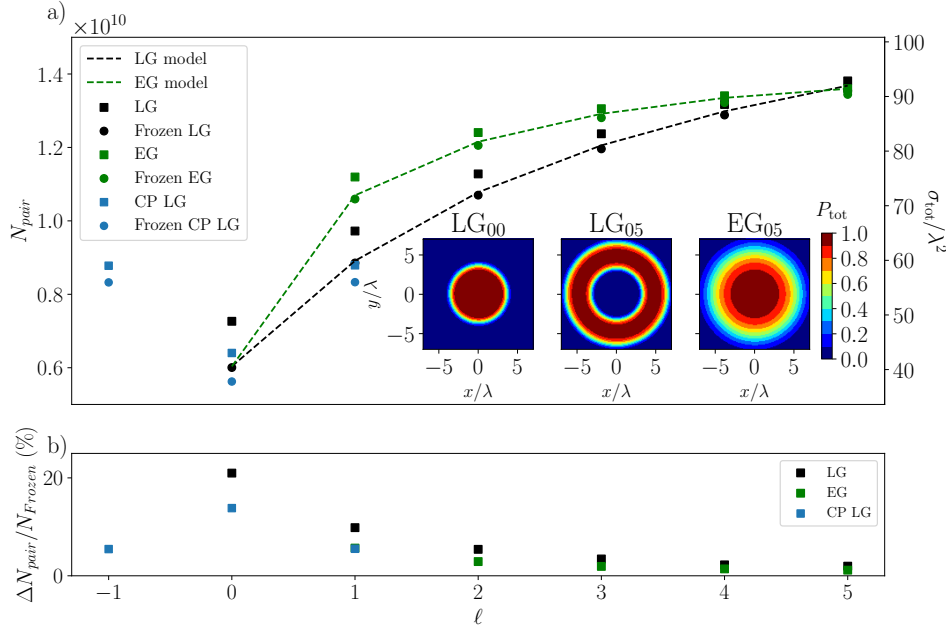 a)
×10^10
LG model
EG model
LG
Frozen LG
EG
Frozen EG
CP LG
Frozen CP LG
1.4
1.2
1.0
0.8
0.6
N_pair
100
90
80
70
60
50
40
σ_tot/λ^2
LG_00
LG_05
EG_05
P_tot
5
0
−5
y/λ
−5 0 5
−5 0 5
−5 0 5
x/λ
x/λ
x/λ
1.0
0.8
0.6
0.4
0.2
0.0
b)
LG
EG
CP LG
20
0
ΔN_pair/N_Frozen (%)
−1 0 1 2 3 4 5
ℓ